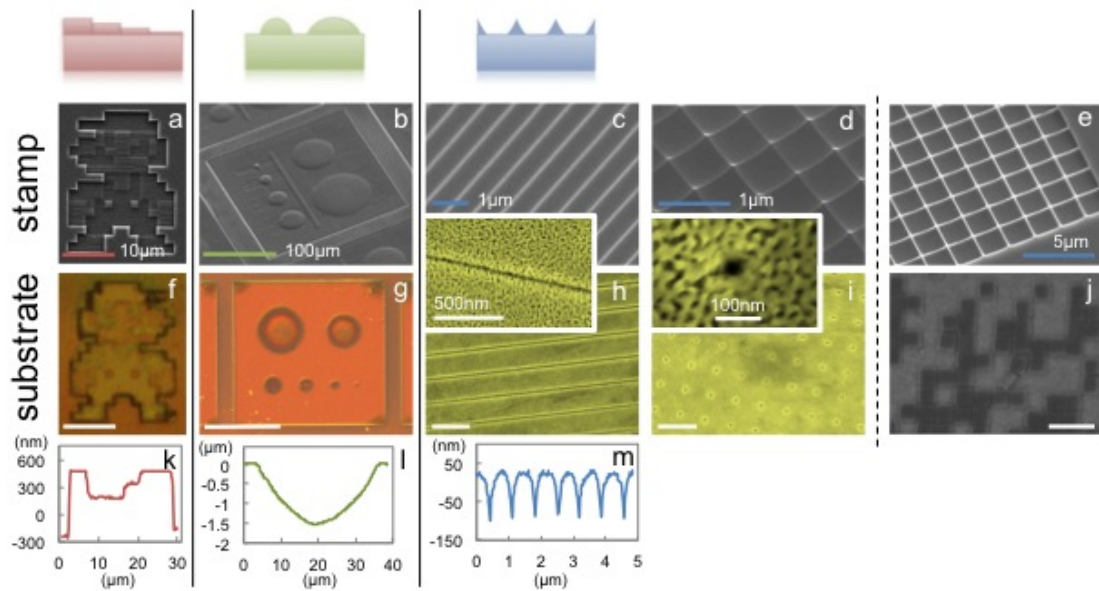 stamp
a
10μm
b
100μm
c
1μm
d
1μm
e
5μm
substrate
f
g
500nm
h
100nm
i
j
(nm)
600
300
0
-300
k
0 10 20 30
(μm)
(μm)
0
-0.5
-1
-1.5
-2
l
0 10 20 30 40
(μm)
50
-50
-150
m
0 1 2 3 4 5
(μm)